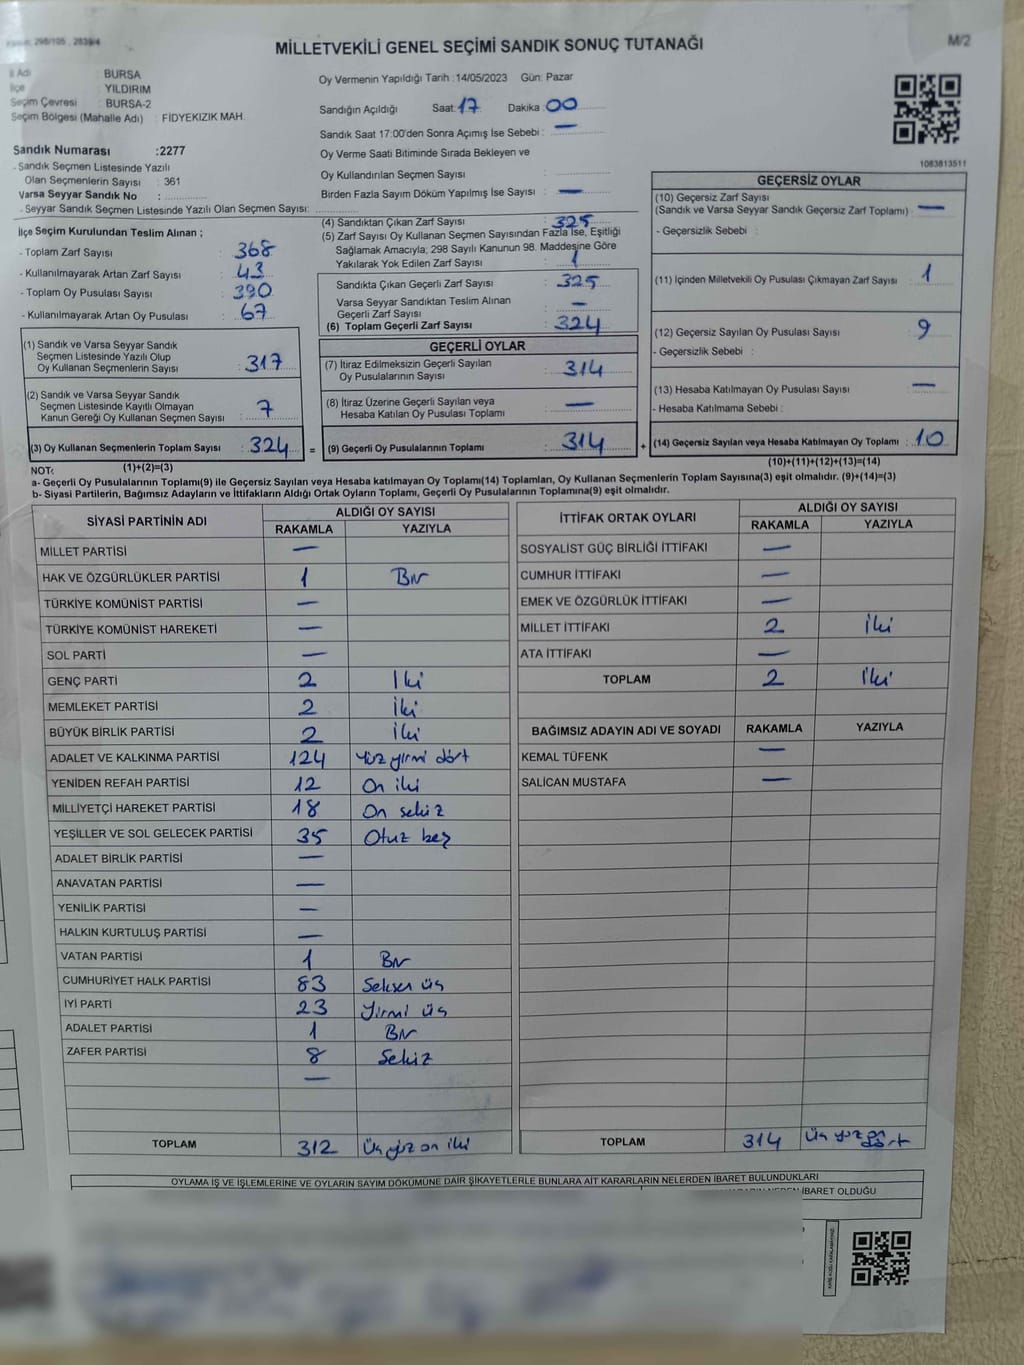 MİLLETVEKİLİ GENEL SEÇİMİ SANDIK SONUÇ TUTANAĞI
M/2
İl Adı : BURSA
İlçe : YILDIRIM
Seçim Çevresi : BURSA-2
Seçim Bölgesi (Mahalle Adı) : FİDYEKIZIK MAH.
Sandık Numarası :2277
- Sandık Seçmen Listesinde Yazılı
Olan Seçmenlerin Sayısı : 361
Varsa Seyyar Sandık No :
- Seyyar Sandık Seçmen Listesinde Yazılı Olan Seçmen Sayısı:
İlçe Seçim Kurulundan Teslim Alınan ;
- Toplam Zarf Sayısı : 368
- Kullanılmayarak Artan Zarf Sayısı : 43
- Toplam Oy Pusulası Sayısı : 390
- Kullanılmayarak Artan Oy Pusulası : 67
(1) Sandık ve Varsa Seyyar Sandık
Seçmen Listesinde Yazılı Olup
Oy Kullanan Seçmenlerin Sayısı : 317
(2) Sandık ve Varsa Seyyar Sandık
Seçmen Listesinde Kayıtlı Olmayan
Kanun Gereği Oy Kullanan Seçmen Sayısı : 7
(3) Oy Kullanan Seçmenlerin Toplam Sayısı : 324 =
(1)+(2)=(3)
Oy Vermenin Yapıldığı Tarih :14/05/2023 Gün: Pazar
Sandığın Açıldığı Saat: 17 Dakika : 00
Sandık Saat 17:00'den Sonra Açımış İse Sebebi : —
Oy Verme Saati Bitiminde Sırada Bekleyen ve
Oy Kullandırılan Seçmen Sayısı :
Birden Fazla Sayım Döküm Yapılmış İse Sayısı : —
(4) Sandıktan Çıkan Zarf Sayısı : 325
(5) Zarf Sayısı Oy Kullanan Seçmen Sayısından Fazla İse, Eşitliği
Sağlamak Amacıyla; 298 Sayılı Kanunun 98. Maddesine Göre
Yakılarak Yok Edilen Zarf Sayısı : 1
Sandıkta Çıkan Geçerli Zarf Sayısı : 325
Varsa Seyyar Sandıktan Teslim Alınan
Geçerli Zarf Sayısı : —
(6) Toplam Geçerli Zarf Sayısı : 324
GEÇERLİ OYLAR
(7) İtiraz Edilmeksizin Geçerli Sayılan
Oy Pusulalarının Sayısı : 314
(8) İtiraz Üzerine Geçerli Sayılan veya
Hesaba Katılan Oy Pusulası Toplamı : —
(9) Geçerli Oy Pusulalarının Toplamı : 314 +
1083813511
GEÇERSİZ OYLAR
(10) Geçersiz Zarf Sayısı
(Sandık ve Varsa Seyyar Sandık Geçersiz Zarf Toplamı) : —
- Geçersizlik Sebebi :
(11) İçinden Milletvekili Oy Pusulası Çıkmayan Zarf Sayısı : 1
(12) Geçersiz Sayılan Oy Pusulası Sayısı : 9
- Geçersizlik Sebebi :
(13) Hesaba Katılmayan Oy Pusulası Sayısı : —
- Hesaba Katılmama Sebebi :
(14) Geçersiz Sayılan veya Hesaba Katılmayan Oy Toplamı : 10
(10)+(11)+(12)+(13)=(14)
NOT:
a- Geçerli Oy Pusulalarının Toplamı(9) ile Geçersiz Sayılan veya Hesaba katılmayan Oy Toplamı(14) Toplamları, Oy Kullanan Seçmenlerin Toplam Sayısına(3) eşit olmalıdır. (9)+(14)=(3)
b- Siyasi Partilerin, Bağımsız Adayların ve İttifakların Aldığı Ortak Oyların Toplamı, Geçerli Oy Pusulalarının Toplamına(9) eşit olmalıdır.
SİYASİ PARTİNİN ADI ALDIĞI OY SAYISI
RAKAMLA YAZIYLA
MİLLET PARTİSİ —
HAK VE ÖZGÜRLÜKLER PARTİSİ 1 Bir
TÜRKİYE KOMÜNİST PARTİSİ —
TÜRKİYE KOMÜNİST HAREKETİ —
SOL PARTİ —
GENÇ PARTİ 2 İki
MEMLEKET PARTİSİ 2 İki
BÜYÜK BİRLİK PARTİSİ 2 İki
ADALET VE KALKINMA PARTİSİ 124 Yüz yirmi dört
YENİDEN REFAH PARTİSİ 12 On iki
MİLLİYETÇİ HAREKET PARTİSİ 18 On sekiz
YEŞİLLER VE SOL GELECEK PARTİSİ 35 Otuz beş
ADALET BİRLİK PARTİSİ —
ANAVATAN PARTİSİ —
YENİLİK PARTİSİ —
HALKIN KURTULUŞ PARTİSİ —
VATAN PARTİSİ 1 Bir
CUMHURİYET HALK PARTİSİ 83 Seksen üç
İYİ PARTİ 23 Yirmi üç
ADALET PARTİSİ 1 Bir
ZAFER PARTİSİ 8 Sekiz
—
TOPLAM 312 Üç yüz on iki
İTTİFAK ORTAK OYLARI ALDIĞI OY SAYISI
RAKAMLA YAZIYLA
SOSYALİST GÜÇ BİRLİĞİ İTTİFAKI —
CUMHUR İTTİFAKI —
EMEK VE ÖZGÜRLÜK İTTİFAKI —
MİLLET İTTİFAKI 2 İki
ATA İTTİFAKI —
TOPLAM 2 İki
BAĞIMSIZ ADAYIN ADI VE SOYADI RAKAMLA YAZIYLA
KEMAL TÜFENK —
SALİCAN MUSTAFA —
TOPLAM 314 Üç yüz on dört
OYLAMA İŞ VE İŞLEMLERİNE VE OYLARIN SAYIM DÖKÜMÜNE DAİR ŞİKAYETLERLE BUNLARA AİT KARARLARIN NELERDEN İBARET BULUNDUKLARI
İBARET OLDUĞU